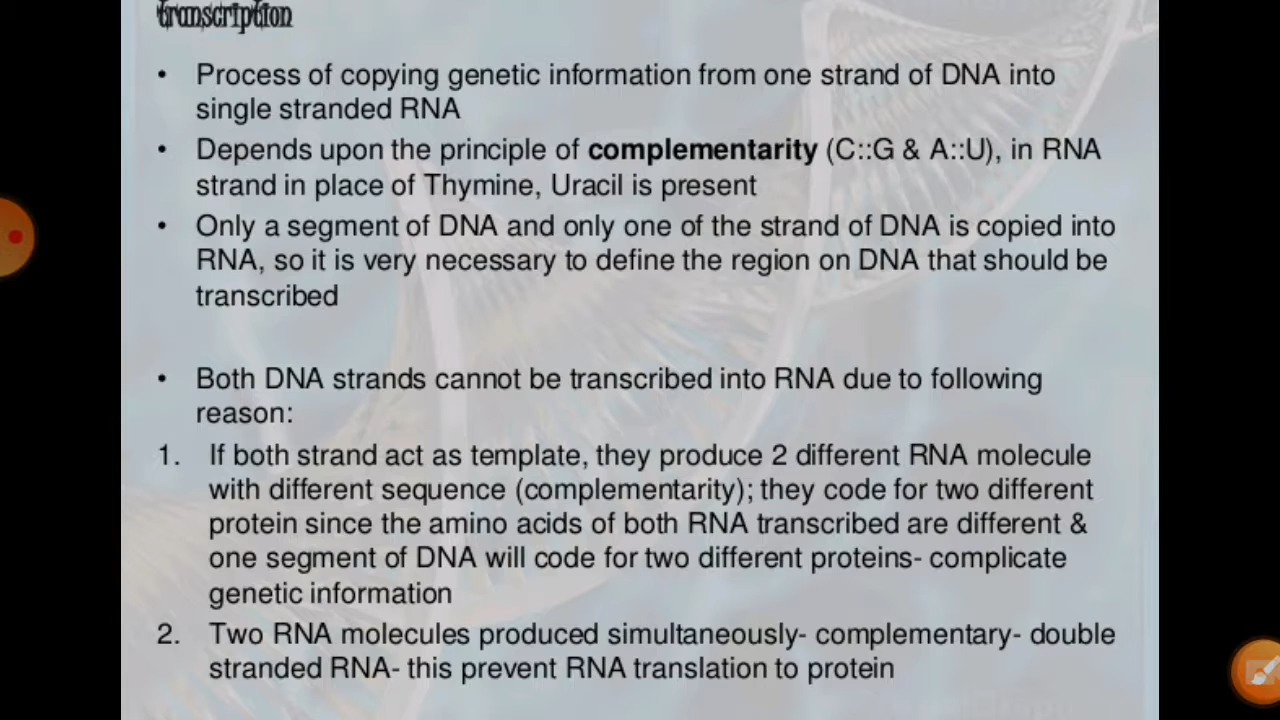 transcription
• Process of copying genetic information from one strand of DNA into
single stranded RNA
• Depends upon the principle of complementarity (C::G & A::U), in RNA
strand in place of Thymine, Uracil is present
• Only a segment of DNA and only one of the strand of DNA is copied into
RNA, so it is very necessary to define the region on DNA that should be
transcribed
• Both DNA strands cannot be transcribed into RNA due to following
reason:
1. If both strand act as template, they produce 2 different RNA molecule
with different sequence (complementarity); they code for two different
protein since the amino acids of both RNA transcribed are different &
one segment of DNA will code for two different proteins- complicate
genetic information
2. Two RNA molecules produced simultaneously- complementary- double
stranded RNA- this prevent RNA translation to protein